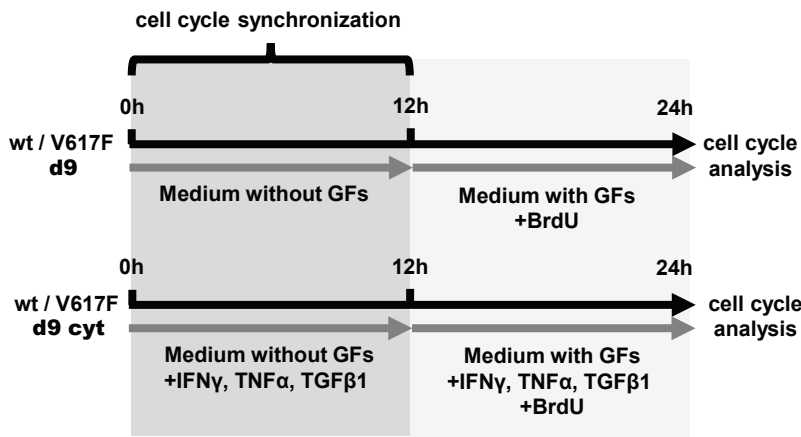 cell cycle synchronization
0h 12h 24h
wt / V617F
d9
cell cycle
analysis
Medium without GFs
Medium with GFs
+BrdU
0h 12h 24h
wt / V617F
d9 cyt
cell cycle
analysis
Medium without GFs
+IFNγ, TNFα, TGFβ1
Medium with GFs
+IFNγ, TNFα, TGFβ1
+BrdU